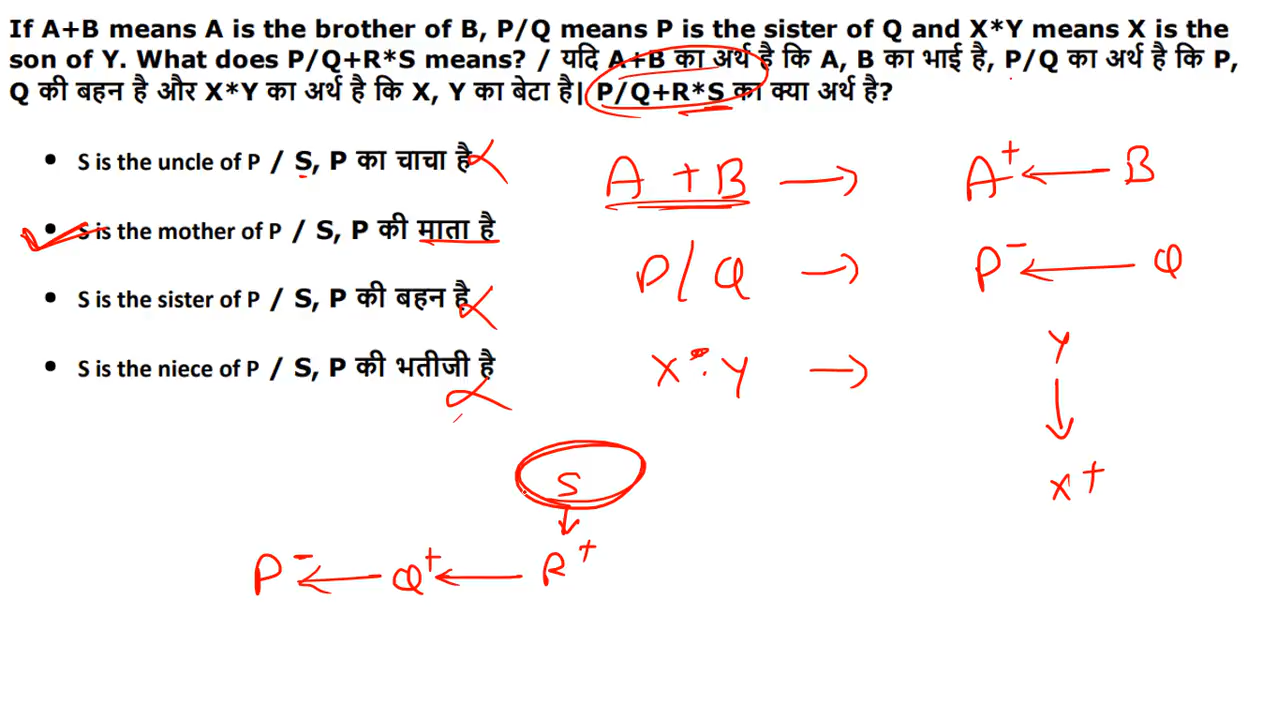 If A+B means A is the brother of B, P/Q means P is the sister of Q and X*Y means X is the
son of Y. What does P/Q+R*S means? / यदि A+B का अर्थ है कि A, B का भाई है, P/Q का अर्थ है कि P,
Q की बहन है और X*Y का अर्थ है कि X, Y का बेटा है| P/Q+R*S का क्या अर्थ है?
• S is the uncle of P / S, P का चाचा है
• S is the mother of P / S, P की माता है
• S is the sister of P / S, P की बहन है
• S is the niece of P / S, P की भतीजी है
A + B → A+ ← B
P/Q → P- ← Q
X*Y → Y
↓
X+
S
↓
P- ← Q+ ← R+